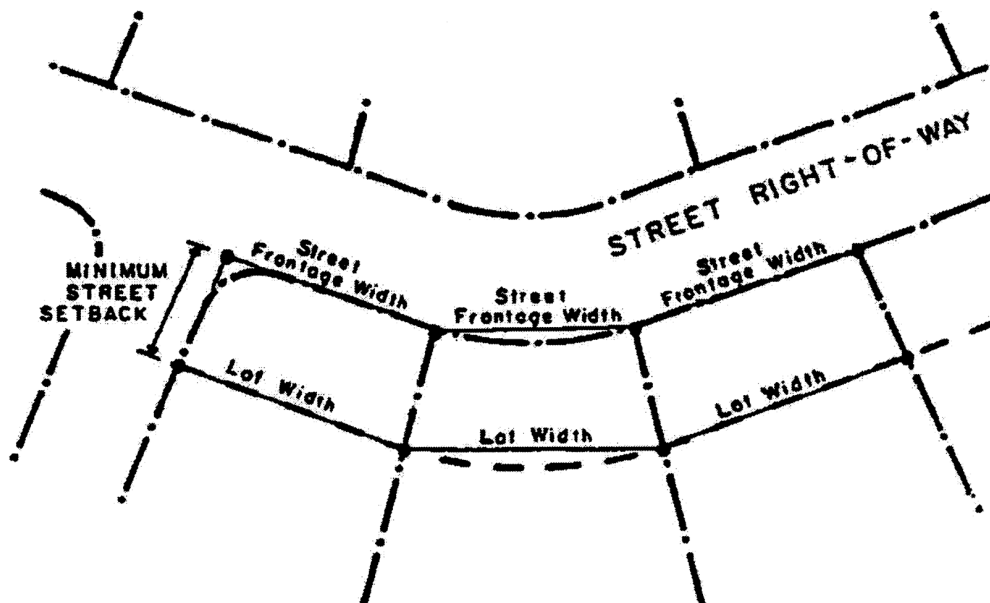 STREET RIGHT-OF-WAY
MINIMUM
STREET
SETBACK
Street
Frontage Width
Street
Frontage Width
Street
Frontage Width
Lot Width
Lot Width
Lot Width